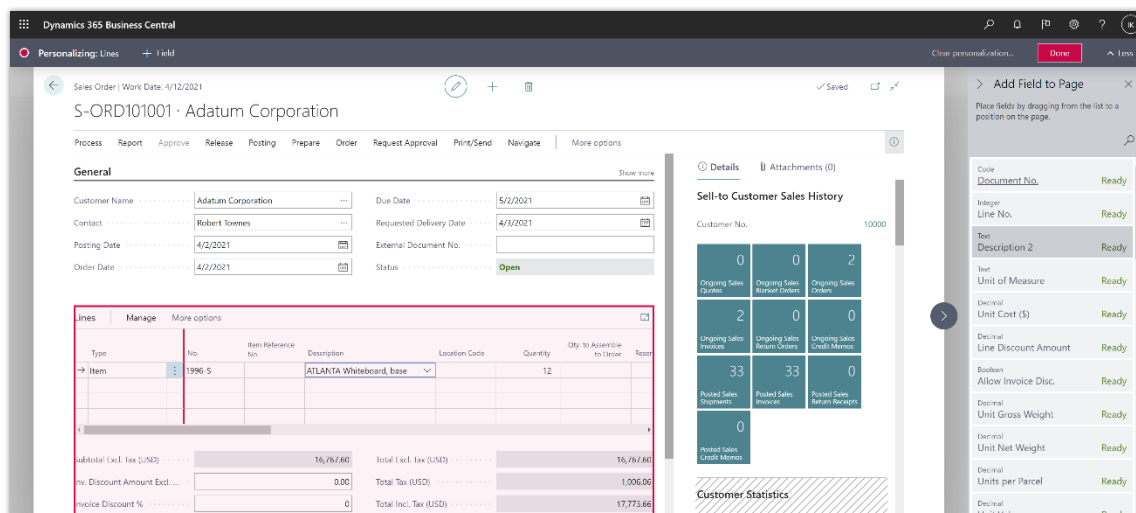 Dynamics 365 Business Central
IK
Personalizing: Lines + Field Clear personalization... Done Less
Sales Order | Work Date: 4/12/2021 Saved
S-ORD101001 · Adatum Corporation
Process Report Approve Release Posting Prepare Order Request Approval Print/Send Navigate More options
General Show more
Customer Name Adatum Corporation ... Due Date 5/2/2021
Contact Robert Townes ... Requested Delivery Date 4/3/2021
Posting Date 4/2/2021 External Document No.
Order Date 4/2/2021 Status Open
Lines Manage More options
Type No. Item Reference No. Description Location Code Quantity Qty. to Assemble to Order Reser
Item 1996-S ATLANTA Whiteboard, base 12
Subtotal Excl. Tax (USD) 16,767.60 Total Excl. Tax (USD) 16,767.60
Inv. Discount Amount Excl. ... 0.00 Total Tax (USD) 1,006.06
Invoice Discount % 0 Total Incl. Tax (USD) 17,773.66
Details Attachments (0)
Sell-to Customer Sales History
Customer No. 10000
0 Ongoing Sales Quotes
0 Ongoing Sales Blanket Orders
2 Ongoing Sales Orders
2 Ongoing Sales Invoices
0 Ongoing Sales Return Orders
0 Ongoing Sales Credit Memos
33 Posted Sales Shipments
33 Posted Sales Invoices
0 Posted Sales Return Receipts
0 Posted Sales Credit Memos
Customer Statistics
Add Field to Page
Place fields by dragging from the list to a
position on the page.
Code
Document No. Ready
Integer
Line No. Ready
Text
Description 2 Ready
Text
Unit of Measure Ready
Decimal
Unit Cost ($) Ready
Decimal
Line Discount Amount Ready
Boolean
Allow Invoice Disc. Ready
Decimal
Unit Gross Weight Ready
Decimal
Unit Net Weight Ready
Decimal
Units per Parcel Ready
Decimal